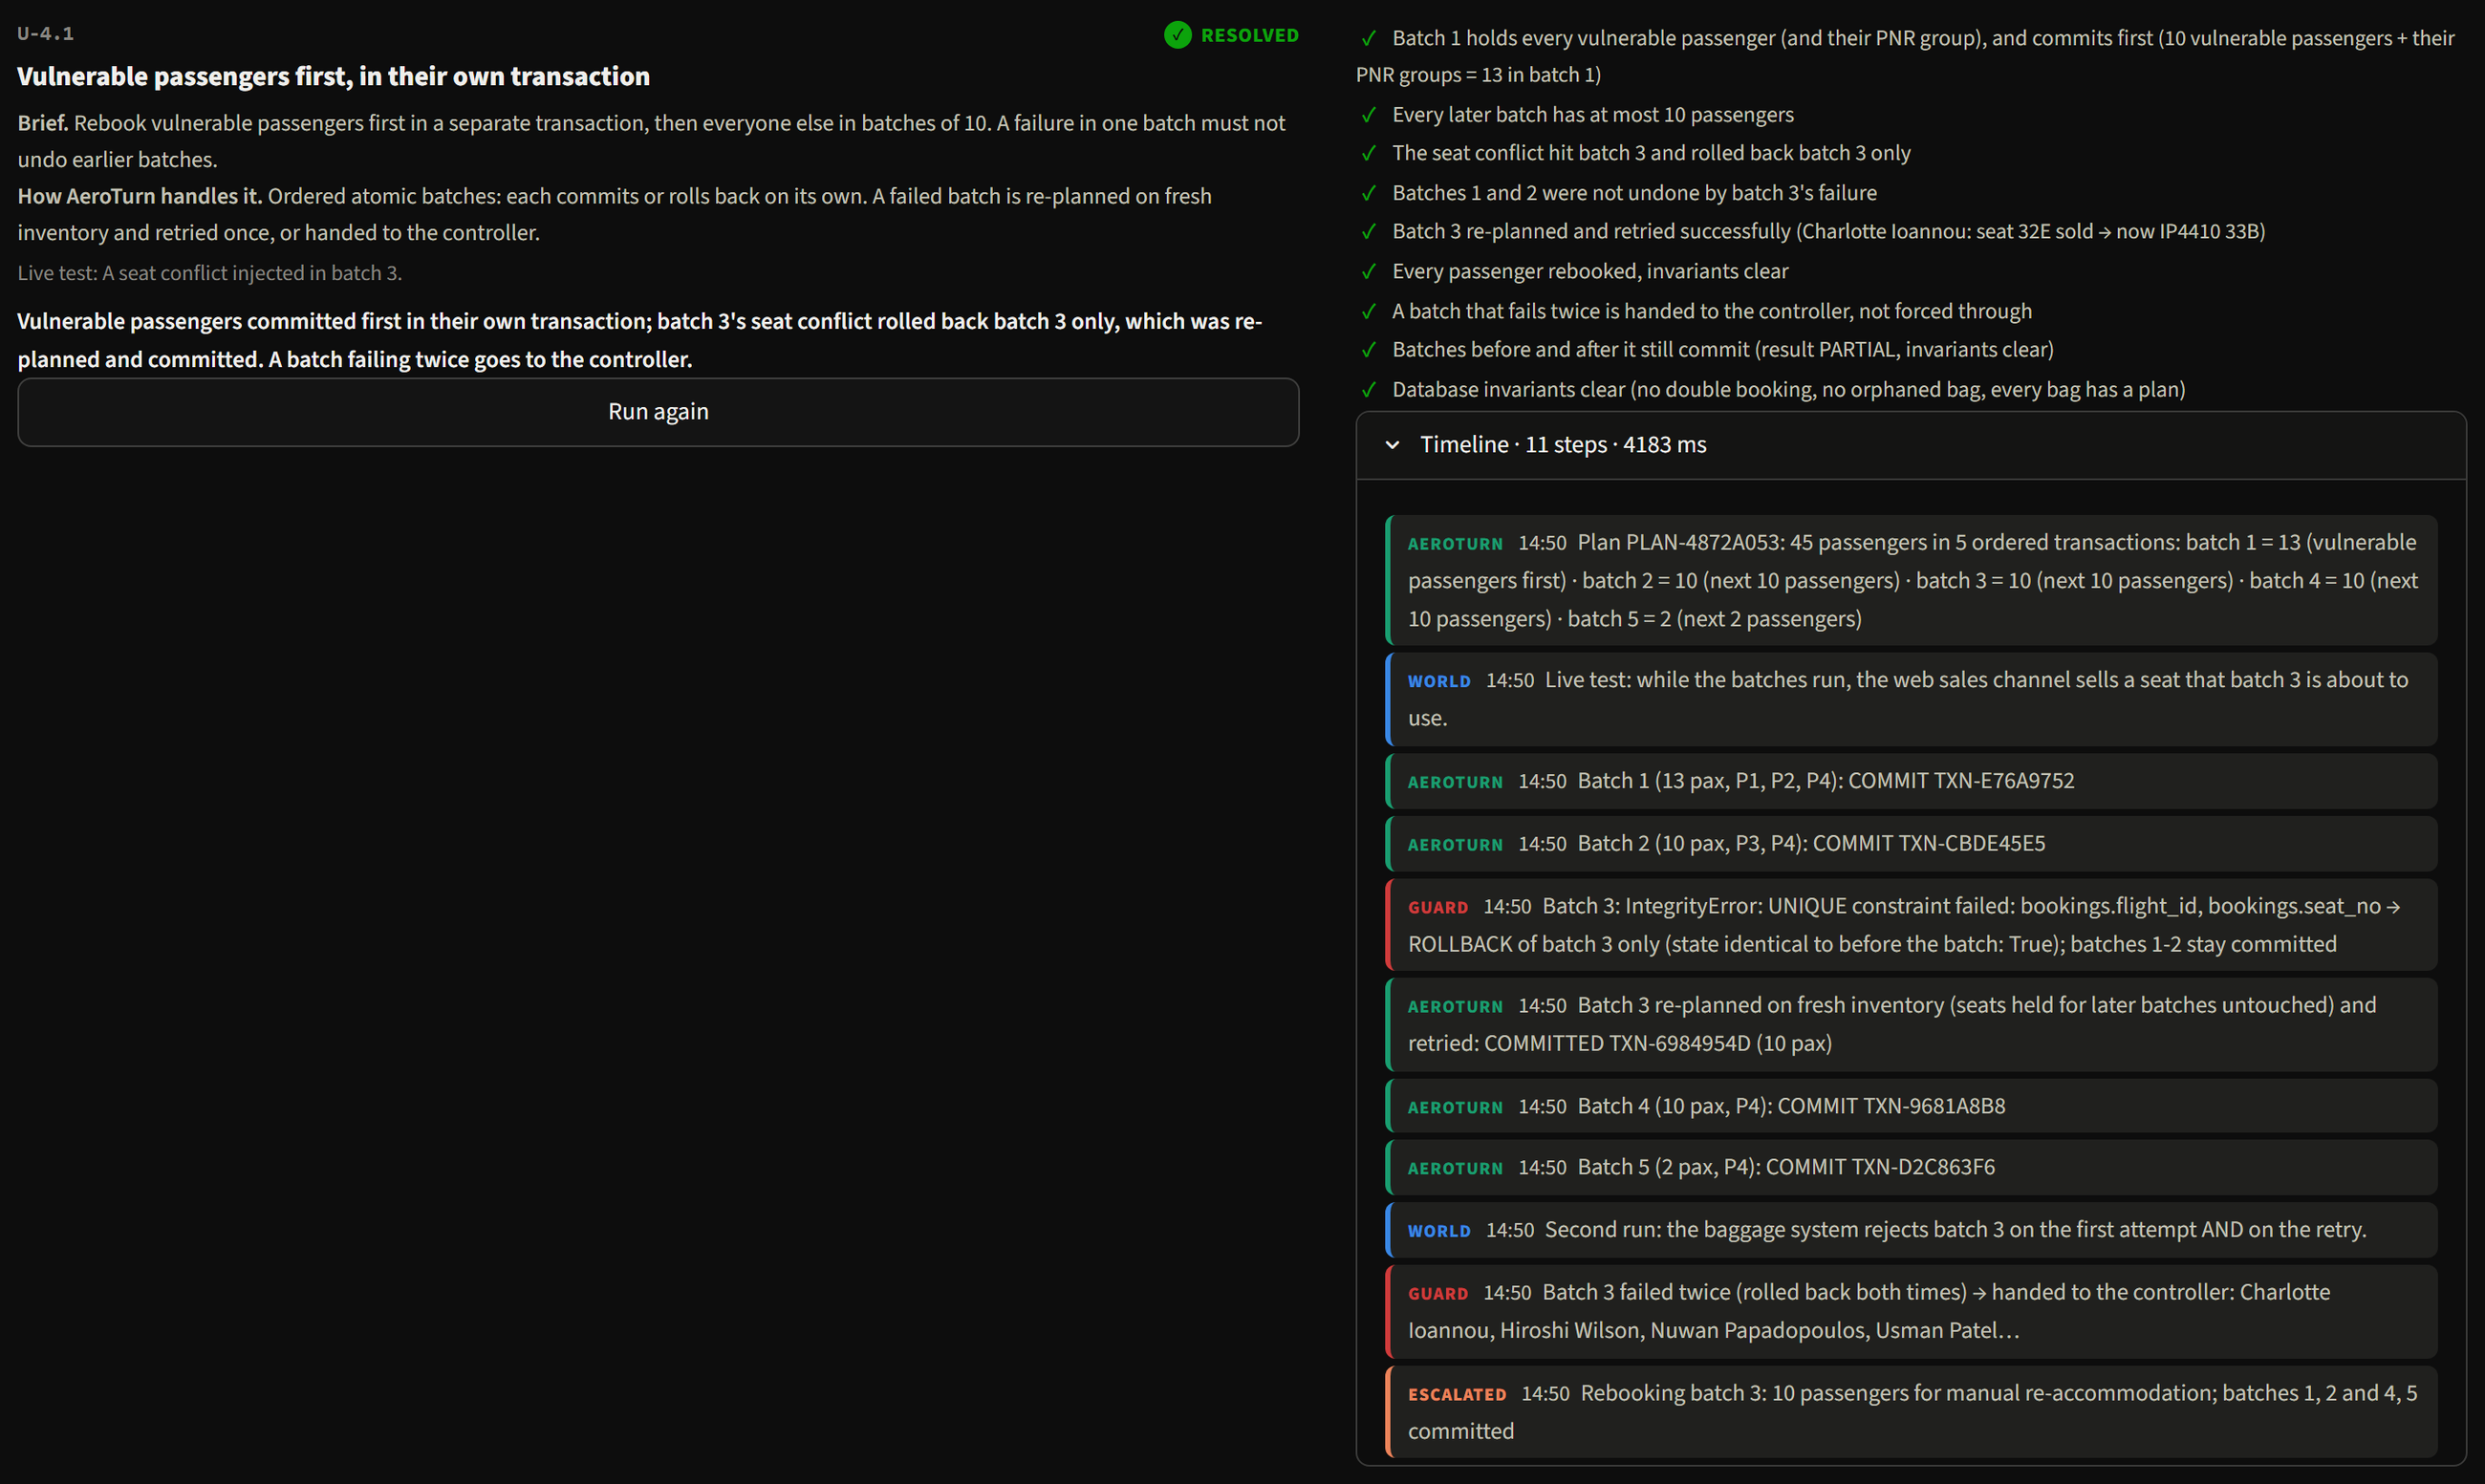 U-4.1
✓ RESOLVED
Vulnerable passengers first, in their own transaction
Brief. Rebook vulnerable passengers first in a separate transaction, then everyone else in batches of 10. A failure in one batch must not
undo earlier batches.
How AeroTurn handles it. Ordered atomic batches: each commits or rolls back on its own. A failed batch is re-planned on fresh
inventory and retried once, or handed to the controller.
Live test: A seat conflict injected in batch 3.
Vulnerable passengers committed first in their own transaction; batch 3's seat conflict rolled back batch 3 only, which was re-
planned and committed. A batch failing twice goes to the controller.
Run again
✓ Batch 1 holds every vulnerable passenger (and their PNR group), and commits first (10 vulnerable passengers + their
PNR groups = 13 in batch 1)
✓ Every later batch has at most 10 passengers
✓ The seat conflict hit batch 3 and rolled back batch 3 only
✓ Batches 1 and 2 were not undone by batch 3's failure
✓ Batch 3 re-planned and retried successfully (Charlotte Ioannou: seat 32E sold → now IP4410 33B)
✓ Every passenger rebooked, invariants clear
✓ A batch that fails twice is handed to the controller, not forced through
✓ Batches before and after it still commit (result PARTIAL, invariants clear)
✓ Database invariants clear (no double booking, no orphaned bag, every bag has a plan)
Timeline · 11 steps · 4183 ms
AEROTURN 14:50 Plan PLAN-4872A053: 45 passengers in 5 ordered transactions: batch 1 = 13 (vulnerable
passengers first) · batch 2 = 10 (next 10 passengers) · batch 3 = 10 (next 10 passengers) · batch 4 = 10 (next
10 passengers) · batch 5 = 2 (next 2 passengers)
WORLD 14:50 Live test: while the batches run, the web sales channel sells a seat that batch 3 is about to
use.
AEROTURN 14:50 Batch 1 (13 pax, P1, P2, P4): COMMIT TXN-E76A9752
AEROTURN 14:50 Batch 2 (10 pax, P3, P4): COMMIT TXN-CBDE45E5
GUARD 14:50 Batch 3: IntegrityError: UNIQUE constraint failed: bookings.flight_id, bookings.seat_no →
ROLLBACK of batch 3 only (state identical to before the batch: True); batches 1-2 stay committed
AEROTURN 14:50 Batch 3 re-planned on fresh inventory (seats held for later batches untouched) and
retried: COMMITTED TXN-6984954D (10 pax)
AEROTURN 14:50 Batch 4 (10 pax, P4): COMMIT TXN-9681A8B8
AEROTURN 14:50 Batch 5 (2 pax, P4): COMMIT TXN-D2C863F6
WORLD 14:50 Second run: the baggage system rejects batch 3 on the first attempt AND on the retry.
GUARD 14:50 Batch 3 failed twice (rolled back both times) → handed to the controller: Charlotte
Ioannou, Hiroshi Wilson, Nuwan Papadopoulos, Usman Patel…
ESCALATED 14:50 Rebooking batch 3: 10 passengers for manual re-accommodation; batches 1, 2 and 4, 5
committed